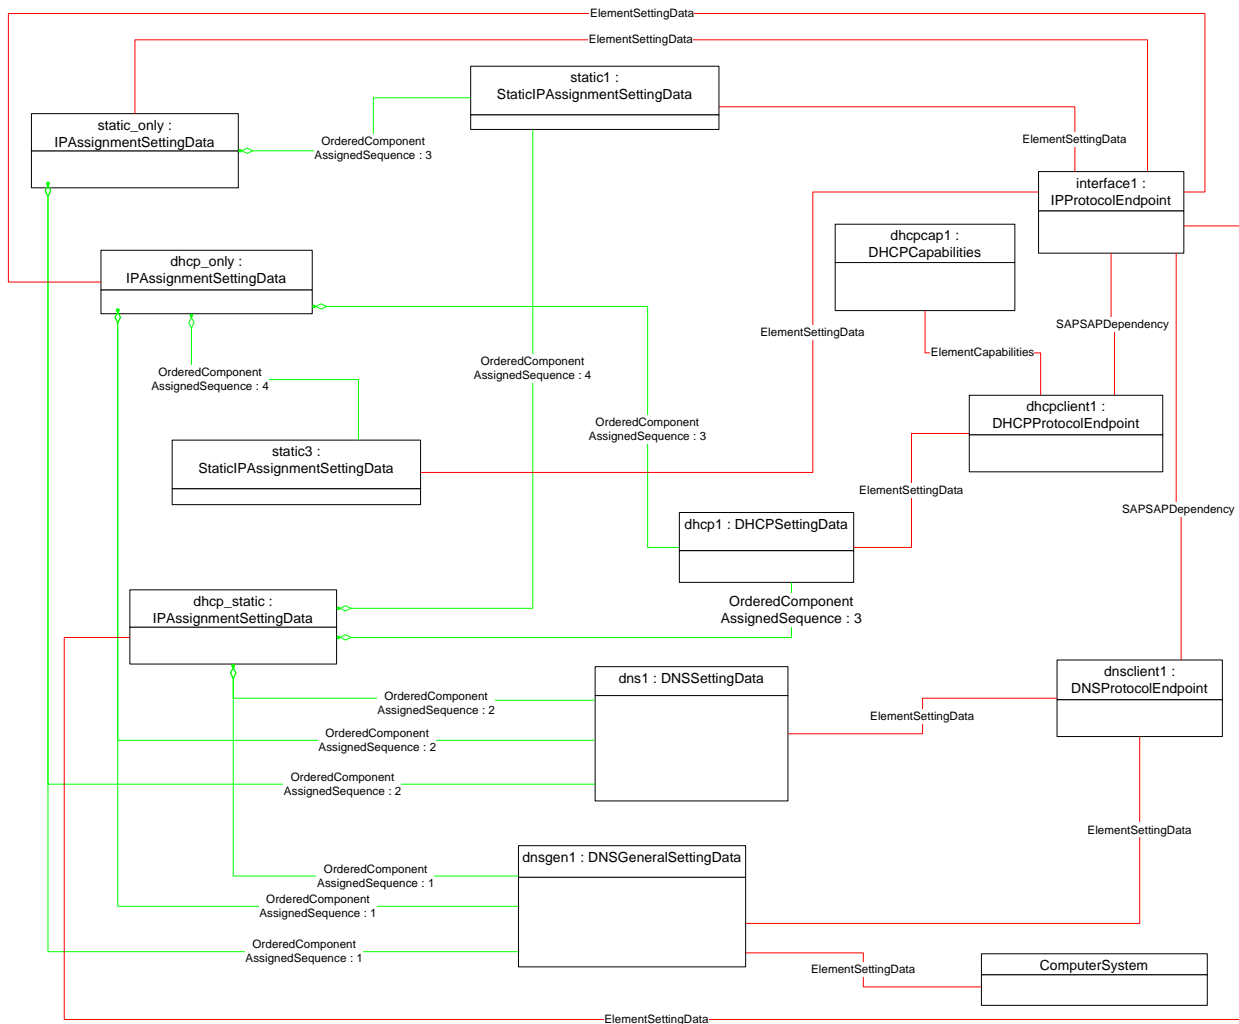 ElementSettingData
ElementSettingData
static1 :
StaticIPAssignmentSettingData
static_only :
IPAssignmentSettingData
OrderedComponent
AssignedSequence : 3
ElementSettingData
interface1 :
IPProtocolEndpoint
dhcpcap1 :
DHCPCapabilities
dhcp_only :
IPAssignmentSettingData
ElementSettingData
SAPSAPDependency
ElementCapabilities
OrderedComponent
AssignedSequence : 4
OrderedComponent
AssignedSequence : 4
dhcpclient1 :
DHCPProtocolEndpoint
OrderedComponent
AssignedSequence : 3
static3 :
StaticIPAssignmentSettingData
ElementSettingData
SAPSAPDependency
dhcp1 : DHCPSettingData
dhcp_static :
IPAssignmentSettingData
OrderedComponent
AssignedSequence : 3
dns1 : DNSSettingData
dnsclient1 :
DNSProtocolEndpoint
OrderedComponent
AssignedSequence : 2
ElementSettingData
OrderedComponent
AssignedSequence : 2
OrderedComponent
AssignedSequence : 2
ElementSettingData
dnsgen1 : DNSGeneralSettingData
OrderedComponent
AssignedSequence : 1
OrderedComponent
AssignedSequence : 1
OrderedComponent
AssignedSequence : 1
ElementSettingData
ComputerSystem
ElementSettingData